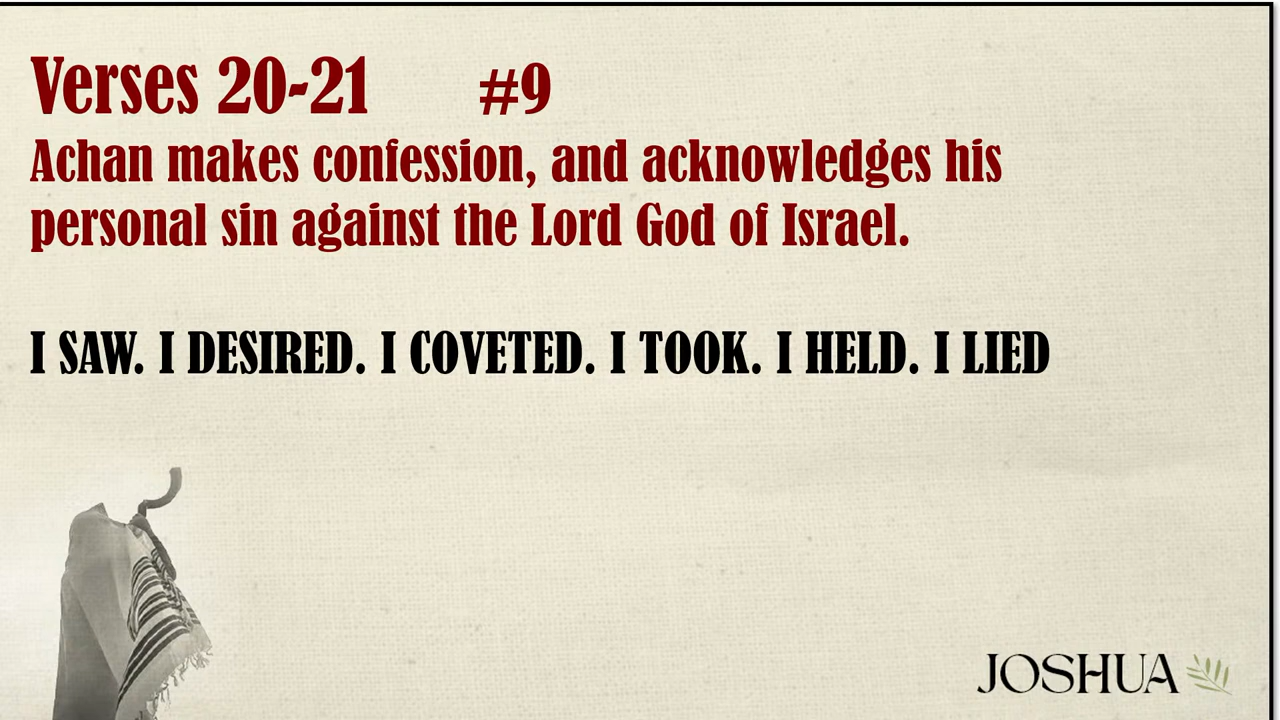 Verses 20-21 #9
Achan makes confession, and acknowledges his
personal sin against the Lord God of Israel.
I SAW. I DESIRED. I COVETED. I TOOK. I HELD. I LIED
JOSHUA